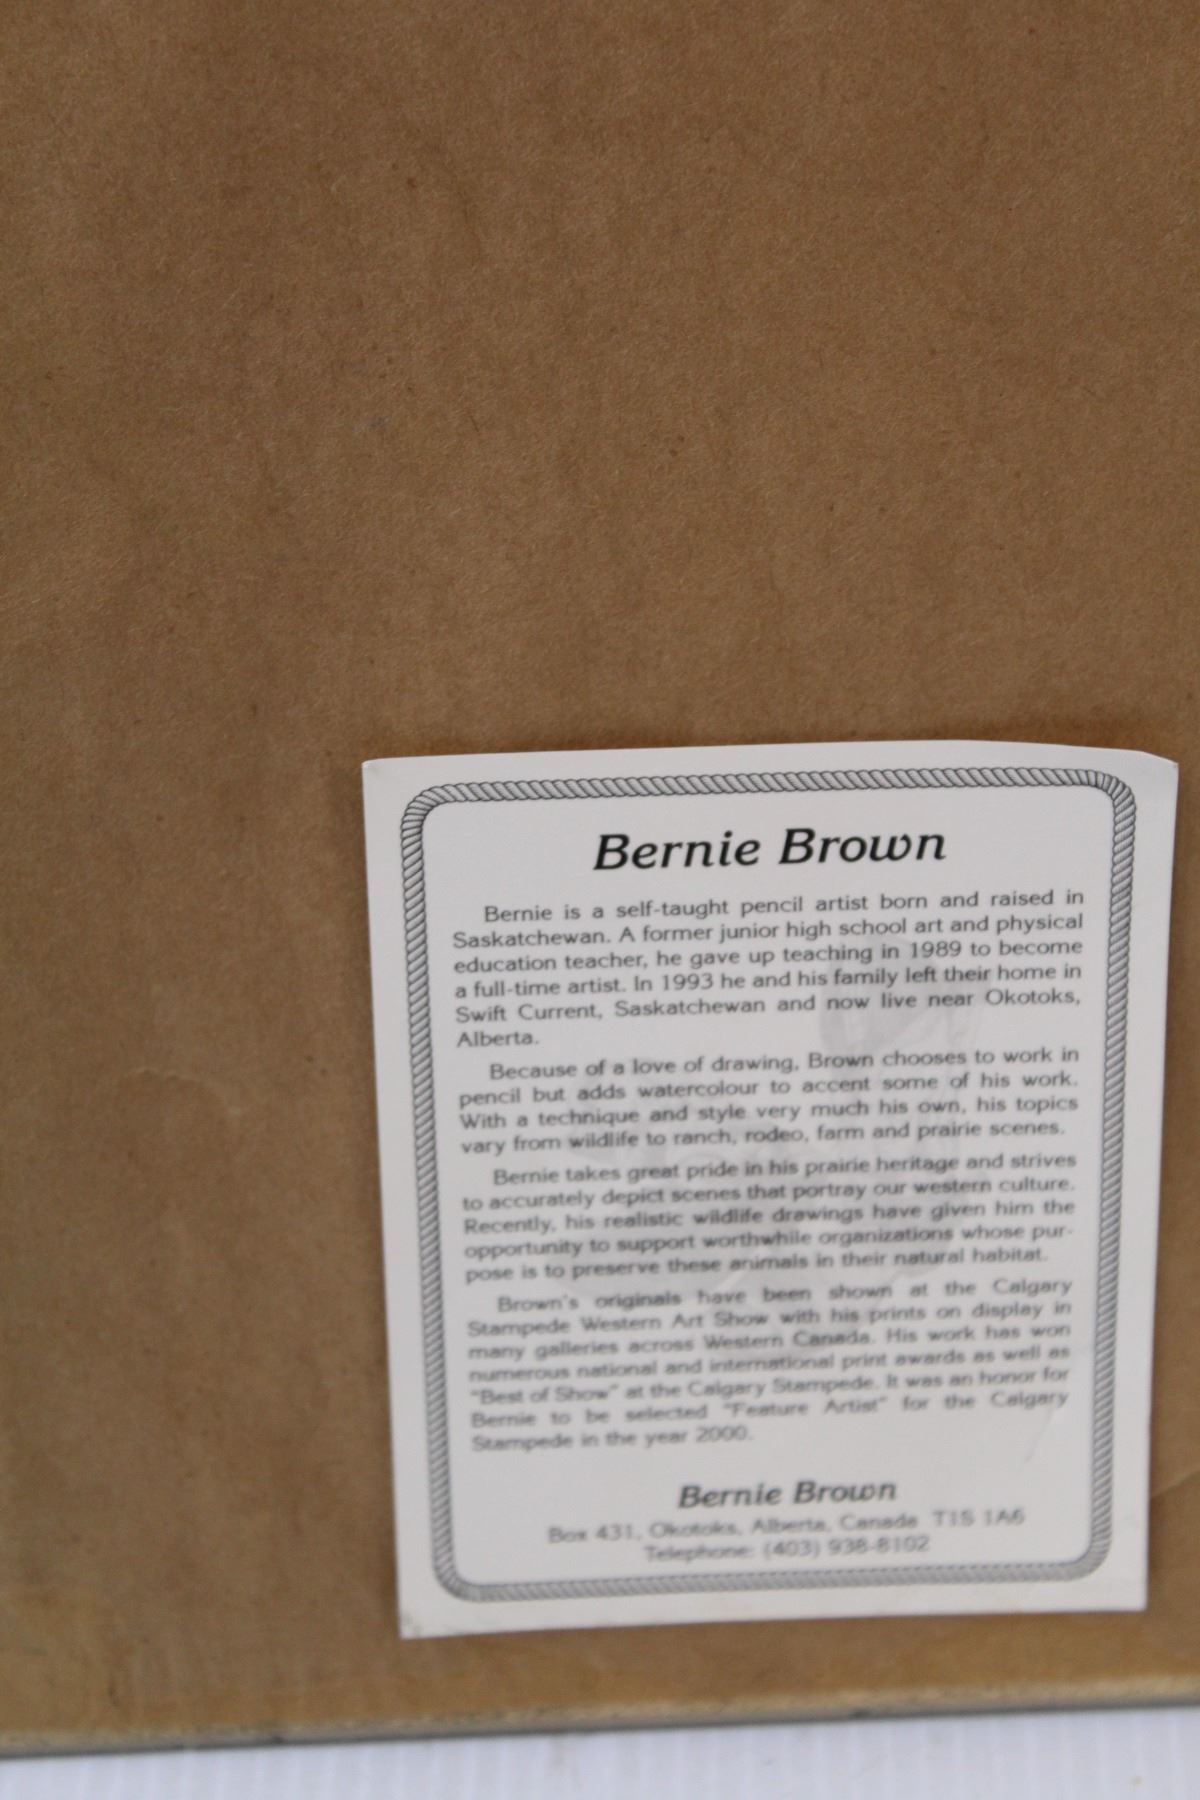 Bernie Brown
Bernie is a self-taught pencil artist born and raised in
Saskatchewan. A former junior high school art and physical
education teacher, he gave up teaching in 1989 to become
a full-time artist. In 1993 he and his family left their home in
Swift Current, Saskatchewan and now live near Okotoks,
Alberta.
Because of a love of drawing, Brown chooses to work in
pencil but adds watercolour to accent some of his work.
With a technique and style very much his own, his topics
vary from wildlife to ranch, rodeo, farm and prairie scenes.
Bernie takes great pride in his prairie heritage and strives
to accurately depict scenes that portray our western culture.
Recently, his realistic wildlife drawings have given him the
opportunity to support worthwhile organizations whose pur-
pose is to preserve these animals in their natural habitat.
Brown's originals have been shown at the Calgary
Stampede Western Art Show with his prints on display in
many galleries across Western Canada. His work has won
numerous national and international print awards as well as
"Best of Show" at the Calgary Stampede. It was an honor for
Bernie to be selected "Feature Artist" for the Calgary
Stampede in the year 2000.
Bernie Brown
Box 431, Okotoks, Alberta, Canada T1S 1A6
Telephone: (403) 938-8102